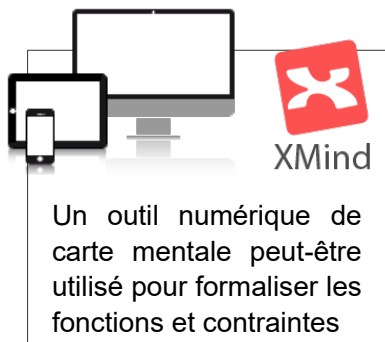 XMind
Un outil numérique de
carte mentale peut-être
utilisé pour formaliser les
fonctions et contraintes